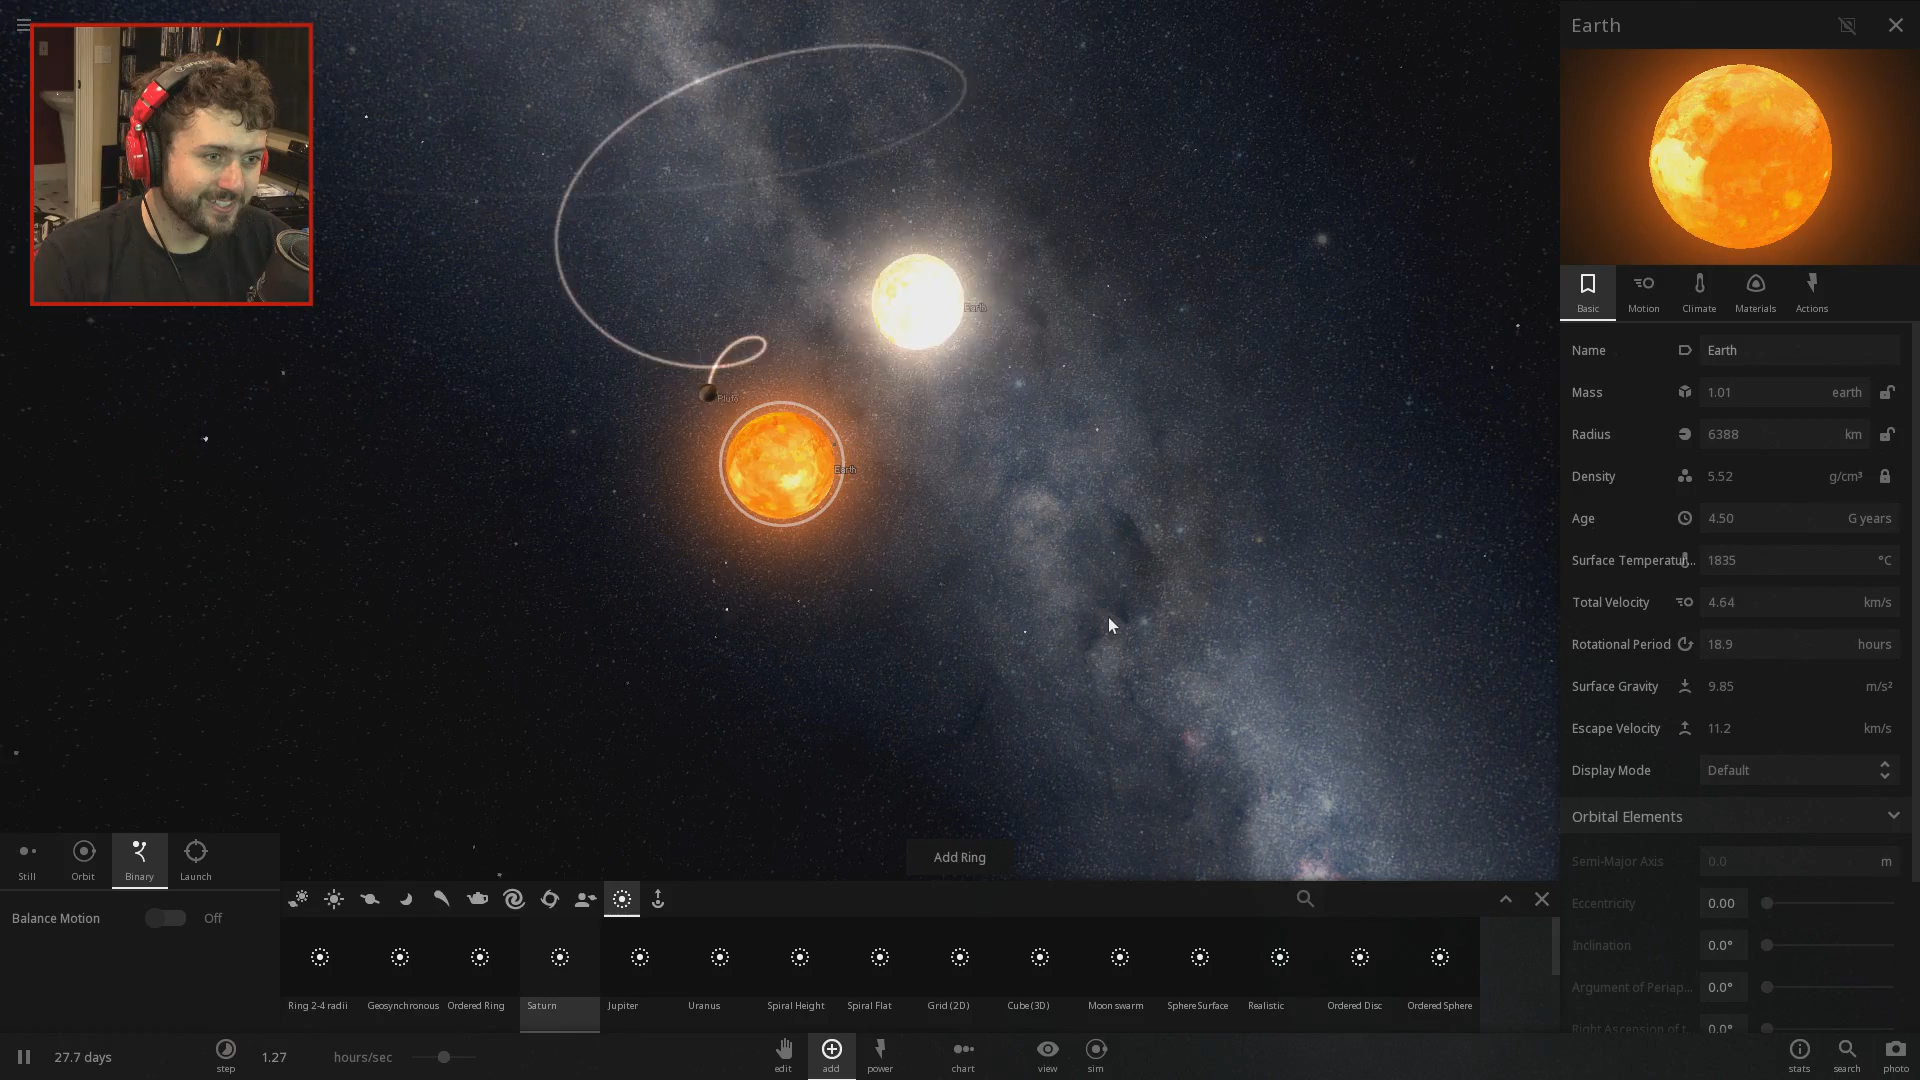 Earth
Earth
Pluto
Earth
Basic
Motion
Climate
Materials
Actions
Name
Earth
Mass
1.01
earth
Radius
6388
km
Density
5.52
g/cm³
Age
4.50
G years
Surface Temperatur...
1835
°C
Total Velocity
4.64
km/s
Rotational Period
18.9
hours
Surface Gravity
9.85
m/s²
Escape Velocity
11.2
km/s
Display Mode
Default
Orbital Elements
Semi-Major Axis
0.0
m
Eccentricity
0.00
Inclination
0.0°
Argument of Periap...
0.0°
Right Ascension of t...
0.0°
Still
Orbit
Binary
Launch
Balance Motion
Off
Add Ring
Ring 2-4 radii
Geosynchronous
Ordered Ring
Saturn
Jupiter
Uranus
Spiral Height
Spiral Flat
Grid (2D)
Cube (3D)
Moon swarm
Sphere Surface
Realistic
Ordered Disc
Ordered Sphere
27.7 days
step
1.27
hours/sec
edit
add
power
chart
view
sim
stats
search
photo